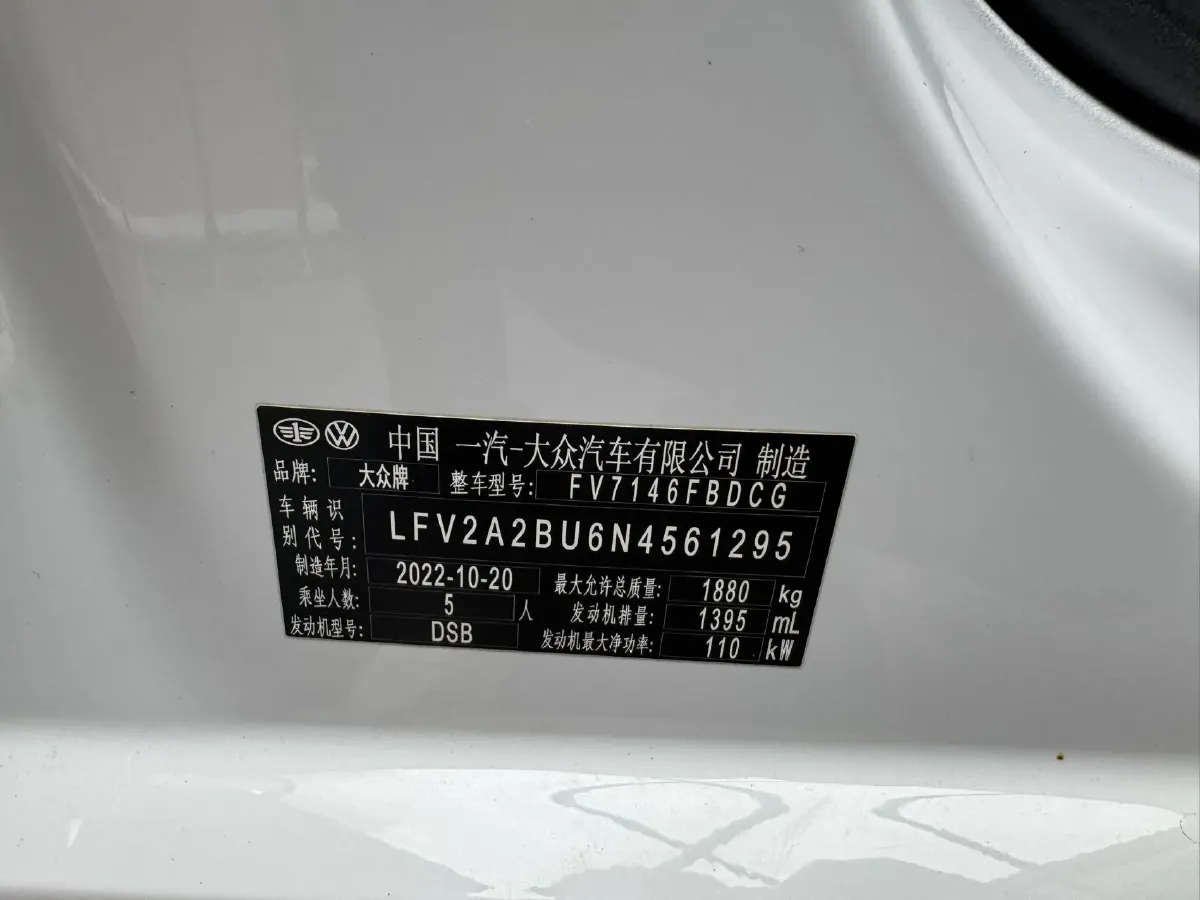 中国 一汽-大众汽车有限公司 制造
品牌: 大众牌 整车型号: FV7146FBDCG
车辆识
别代号: LFV2A2BU6N4561295
制造年月: 2022-10-20 最大允许总质量: 1880 kg
乘坐人数: 5 人 发动机排量: 1395 mL
发动机型号: DSB 发动机最大净功率: 110 kW